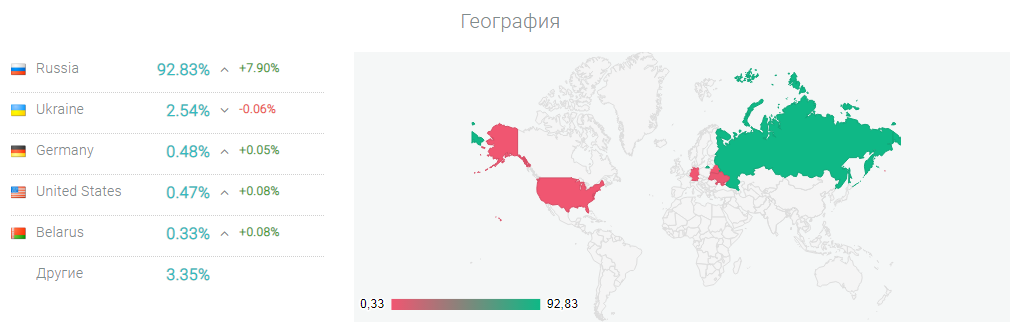 География
Russia 92.83% +7.90%
Ukraine 2.54% -0.06%
Germany 0.48% +0.05%
United States 0.47% +0.08%
Belarus 0.33% +0.08%
Другие 3.35%
0,33 92,83